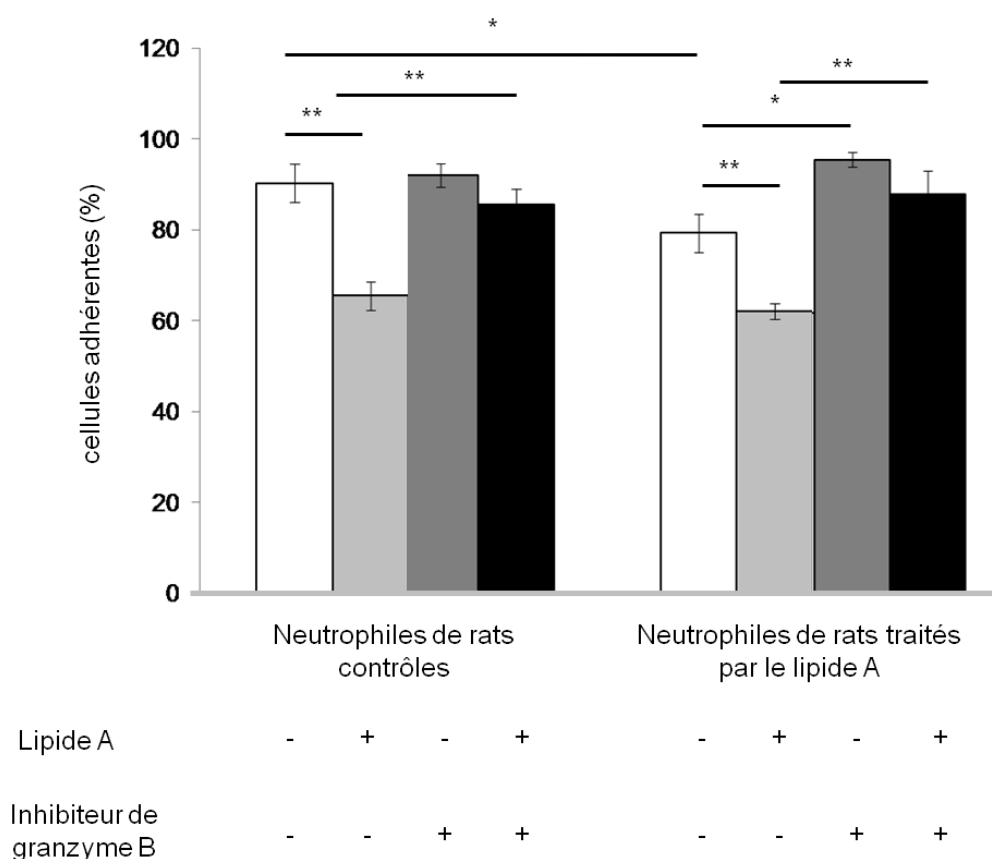 *
120
**
**
*
**
100
**
80
60
40
20
0
cellules adhérentes (%)
Neutrophiles de rats
contrôles
Neutrophiles de rats traités
par le lipide A
Lipide A - + - + - + - +
Inhibiteur de
granzyme B - - + + - - + +